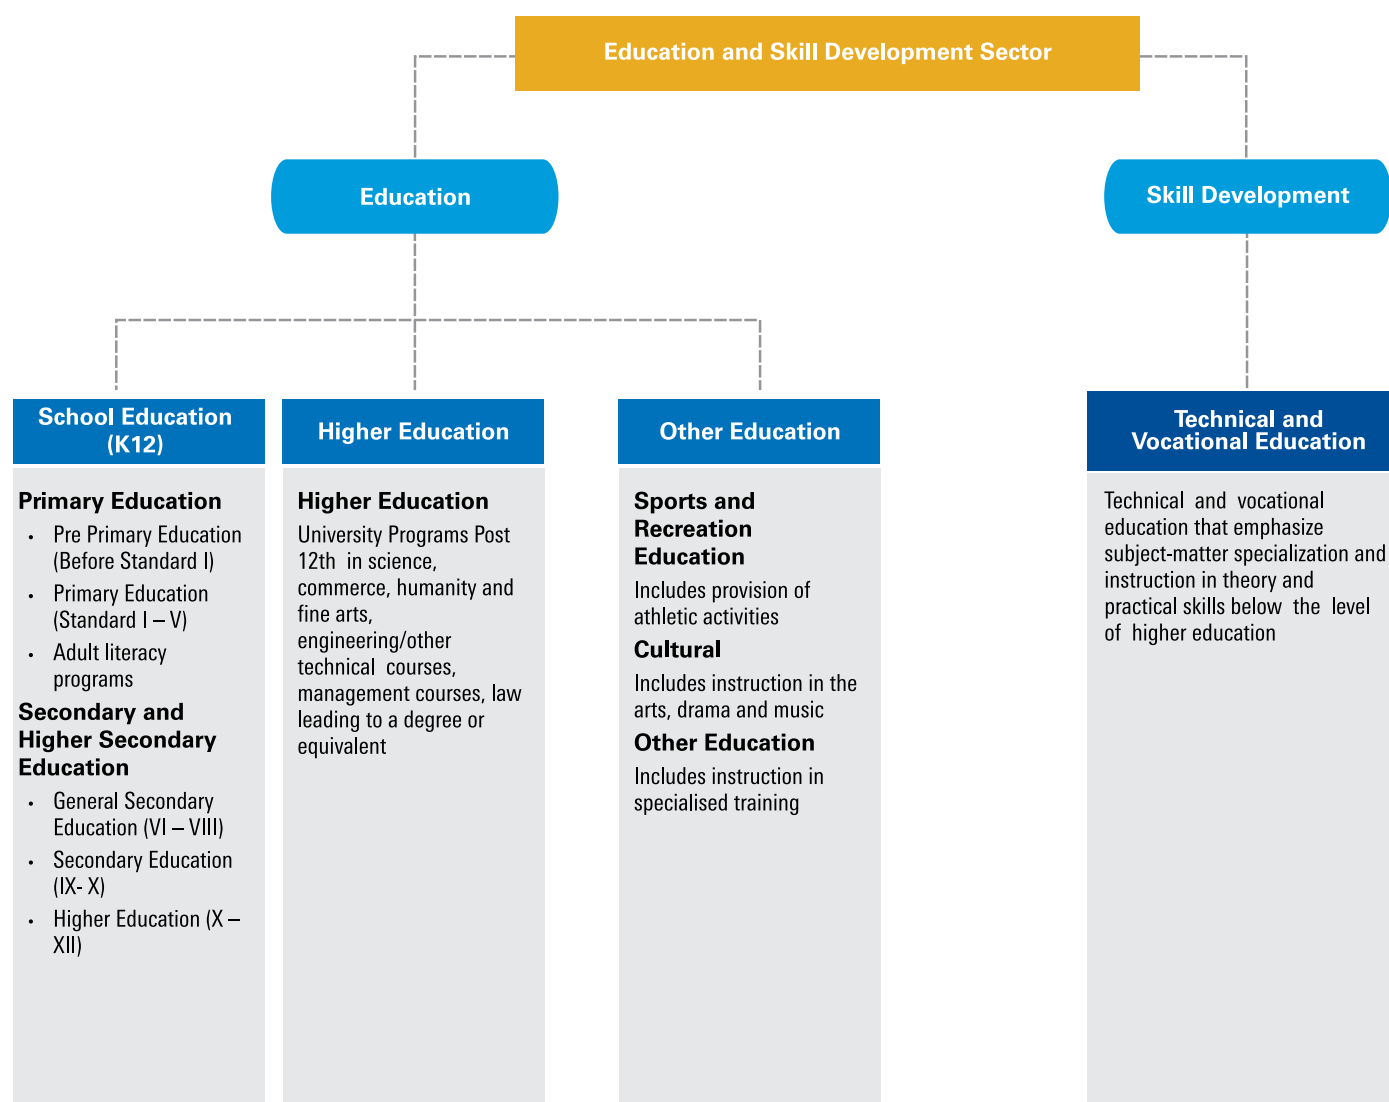 Education and Skill Development Sector
Education
Skill Development
School Education
(K12)
Primary Education
• Pre Primary Education
(Before Standard I)
• Primary Education
(Standard I – V)
• Adult literacy
programs
Secondary and
Higher Secondary
Education
• General Secondary
Education (VI – VIII)
• Secondary Education
(IX- X)
• Higher Education (X –
XII)
Higher Education
Higher Education
University Programs Post
12th in science,
commerce, humanity and
fine arts,
engineering/other
technical courses,
management courses, law
leading to a degree or
equivalent
Other Education
Sports and
Recreation
Education
Includes provision of
athletic activities
Cultural
Includes instruction in the
arts, drama and music
Other Education
Includes instruction in
specialised training
Technical and
Vocational Education
Technical and vocational
education that emphasize
subject-matter specialization and
instruction in theory and
practical skills below the level
of higher education